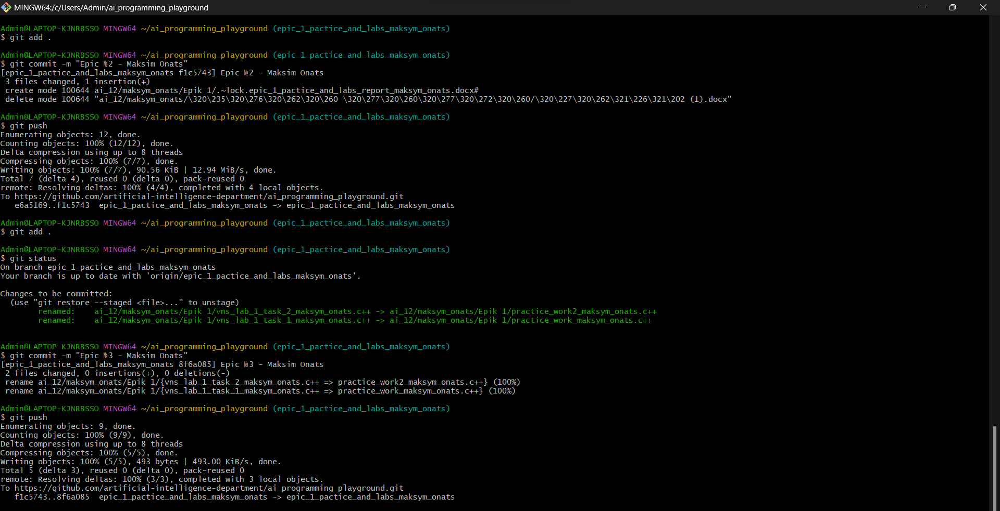 MINGW64:/c/Users/Admin/ai_programming_playground
Admin@LAPTOP-KJNRBSSO MINGW64 ~/ai_programming_playground (epic_1_pactice_and_labs_maksym_onats)
$ git add .
Admin@LAPTOP-KJNRBSSO MINGW64 ~/ai_programming_playground (epic_1_pactice_and_labs_maksym_onats)
$ git commit -m "Epic №2 - Maksim Onats"
[epic_1_pactice_and_labs_maksym_onats f1c5743] Epic №2 - Maksim Onats
 3 files changed, 1 insertion(+)
 create mode 100644 ai_12/maksym_onats/Epik 1/.~lock.epic_1_pactice_and_labs_report_maksym_onats.docx#
 delete mode 100644 "ai_12/maksym_onats/\320\235\320\276\320\262\320\260 \320\277\320\260\320\277\320\272\320\260/\320\227\320\262\321\226\321\202 (1).docx"
Admin@LAPTOP-KJNRBSSO MINGW64 ~/ai_programming_playground (epic_1_pactice_and_labs_maksym_onats)
$ git push
Enumerating objects: 12, done.
Counting objects: 100% (12/12), done.
Delta compression using up to 8 threads
Compressing objects: 100% (7/7), done.
Writing objects: 100% (7/7), 90.56 KiB | 12.94 MiB/s, done.
Total 7 (delta 4), reused 0 (delta 0), pack-reused 0
remote: Resolving deltas: 100% (4/4), completed with 4 local objects.
To https://github.com/artificial-intelligence-department/ai_programming_playground.git
   e6a5169..f1c5743  epic_1_pactice_and_labs_maksym_onats -> epic_1_pactice_and_labs_maksym_onats
Admin@LAPTOP-KJNRBSSO MINGW64 ~/ai_programming_playground (epic_1_pactice_and_labs_maksym_onats)
$ git add .
Admin@LAPTOP-KJNRBSSO MINGW64 ~/ai_programming_playground (epic_1_pactice_and_labs_maksym_onats)
$ git status
On branch epic_1_pactice_and_labs_maksym_onats
Your branch is up to date with 'origin/epic_1_pactice_and_labs_maksym_onats'.
Changes to be committed:
  (use "git restore --staged <file>..." to unstage)
        renamed:    ai_12/maksym_onats/Epik 1/vns_lab_1_task_2_maksym_onats.c++ -> ai_12/maksym_onats/Epik 1/practice_work2_maksym_onats.c++
        renamed:    ai_12/maksym_onats/Epik 1/vns_lab_1_task_1_maksym_onats.c++ -> ai_12/maksym_onats/Epik 1/practice_work_maksym_onats.c++
Admin@LAPTOP-KJNRBSSO MINGW64 ~/ai_programming_playground (epic_1_pactice_and_labs_maksym_onats)
$ git commit -m "Epic №3 - Maksim Onats"
[epic_1_pactice_and_labs_maksym_onats 8f6a085] Epic №3 - Maksim Onats
 2 files changed, 0 insertions(+), 0 deletions(-)
 rename ai_12/maksym_onats/Epik 1/{vns_lab_1_task_2_maksym_onats.c++ => practice_work2_maksym_onats.c++} (100%)
 rename ai_12/maksym_onats/Epik 1/{vns_lab_1_task_1_maksym_onats.c++ => practice_work_maksym_onats.c++} (100%)
Admin@LAPTOP-KJNRBSSO MINGW64 ~/ai_programming_playground (epic_1_pactice_and_labs_maksym_onats)
$ git push
Enumerating objects: 9, done.
Counting objects: 100% (9/9), done.
Delta compression using up to 8 threads
Compressing objects: 100% (5/5), done.
Writing objects: 100% (5/5), 493 bytes | 493.00 KiB/s, done.
Total 5 (delta 3), reused 0 (delta 0), pack-reused 0
remote: Resolving deltas: 100% (3/3), completed with 3 local objects.
To https://github.com/artificial-intelligence-department/ai_programming_playground.git
   f1c5743..8f6a085  epic_1_pactice_and_labs_maksym_onats -> epic_1_pactice_and_labs_maksym_onats